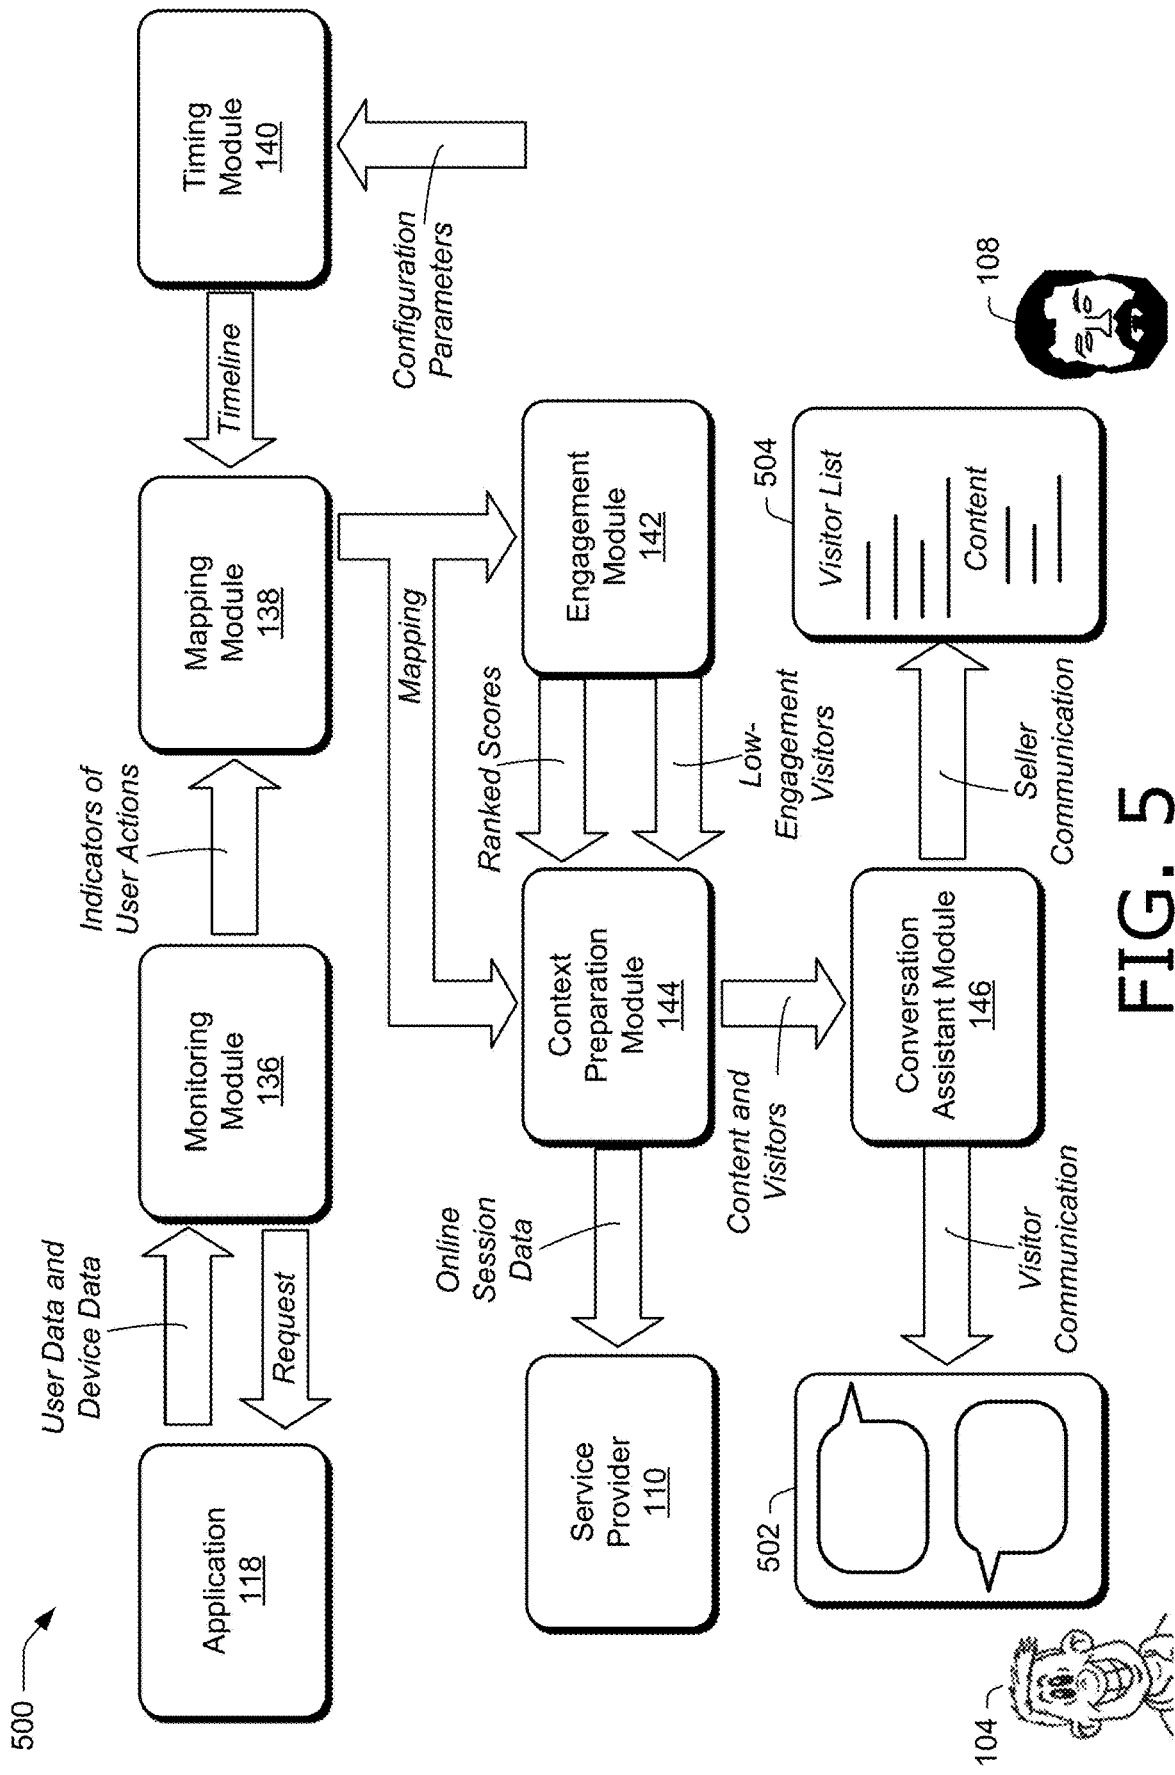 500
Application
118
User Data and
Device Data
Request
Monitoring
Module
136
Indicators of
User Actions
Mapping
Module
138
Timeline
Timing
Module
140
Configuration
Parameters
Mapping
Service
Provider
110
Online
Session
Data
Context
Preparation
Module
144
Ranked Scores
Low-
Engagement
Visitors
Engagement
Module
142
Content and
Visitors
104
502
Visitor
Communication
Conversation
Assistant Module
146
Seller
Communication
504
Visitor List
Content
108
FIG. 5